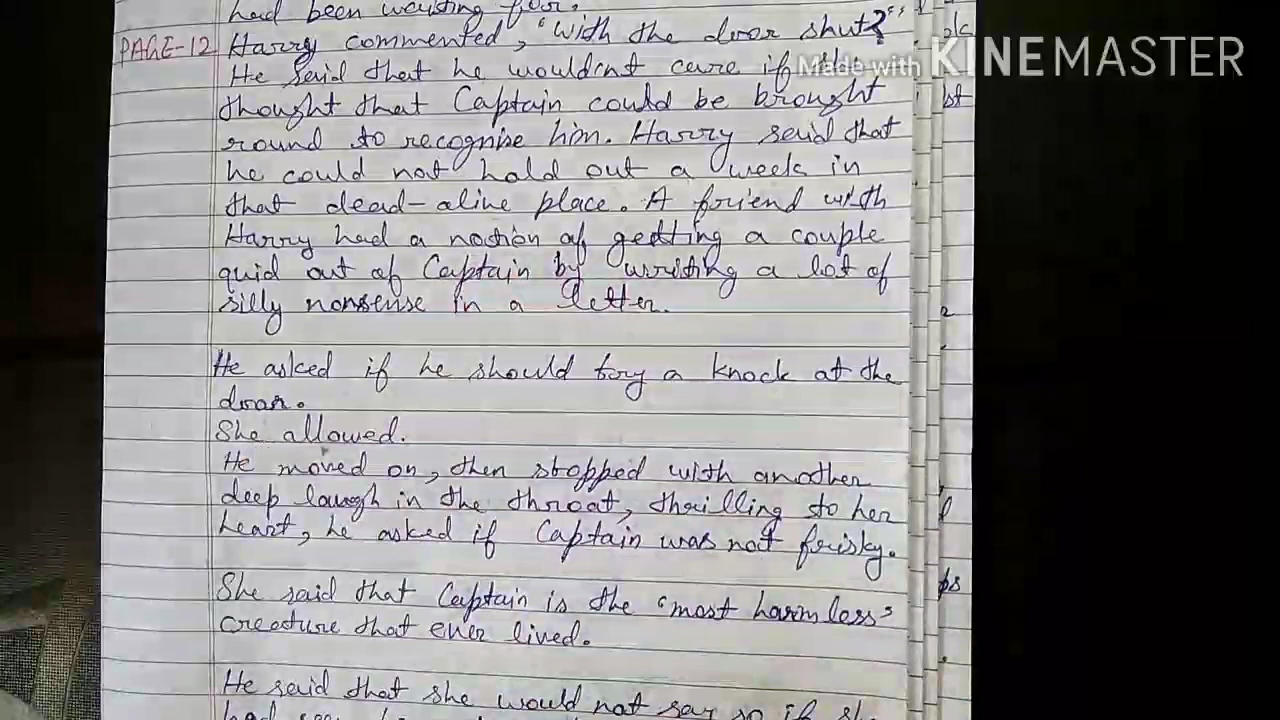 had been waiting for.
PAGE-12 Harry commented, "with the door shut?"
He said that he wouldnt care if the
Made with KINEMASTER
thought that Captain could be brought
round to recognise him. Harry said that
he could not hold out a week in
that dead-alive place. A friend with
Harry had a notion of getting a couple
quid out of Captain by writing a lot of
silly nonsense in a letter.
He asked if he should try a knock at the
door.
She allowed.
He moved on, then stopped with another
deep laugh in the throat, thrilling to her
heart, he asked if Captain was not frisky.
She said that Captain is the "most harmless"
creature that ever lived.
He said that she would not say so if she